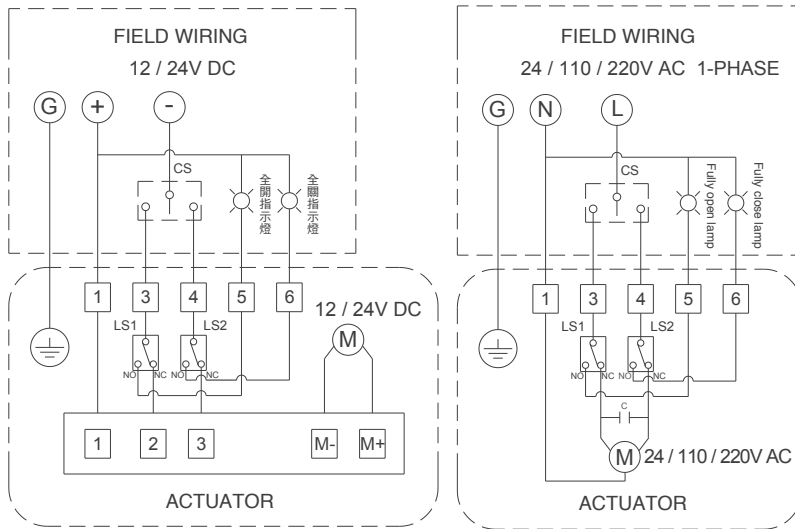 FIELD WIRING
12 / 24V DC
G + -
CS
全開指示燈
全關指示燈
1 3 4 5 6
12 / 24V DC
LS1 LS2
M
NO NC NO NC
1 2 3 M- M+
ACTUATOR
FIELD WIRING
24 / 110 / 220V AC 1-PHASE
G N L
CS
Fully open lamp
Fully close lamp
1 3 4 5 6
LS1 LS2
NO NC NO NC
C
M 24 / 110 / 220V AC
ACTUATOR